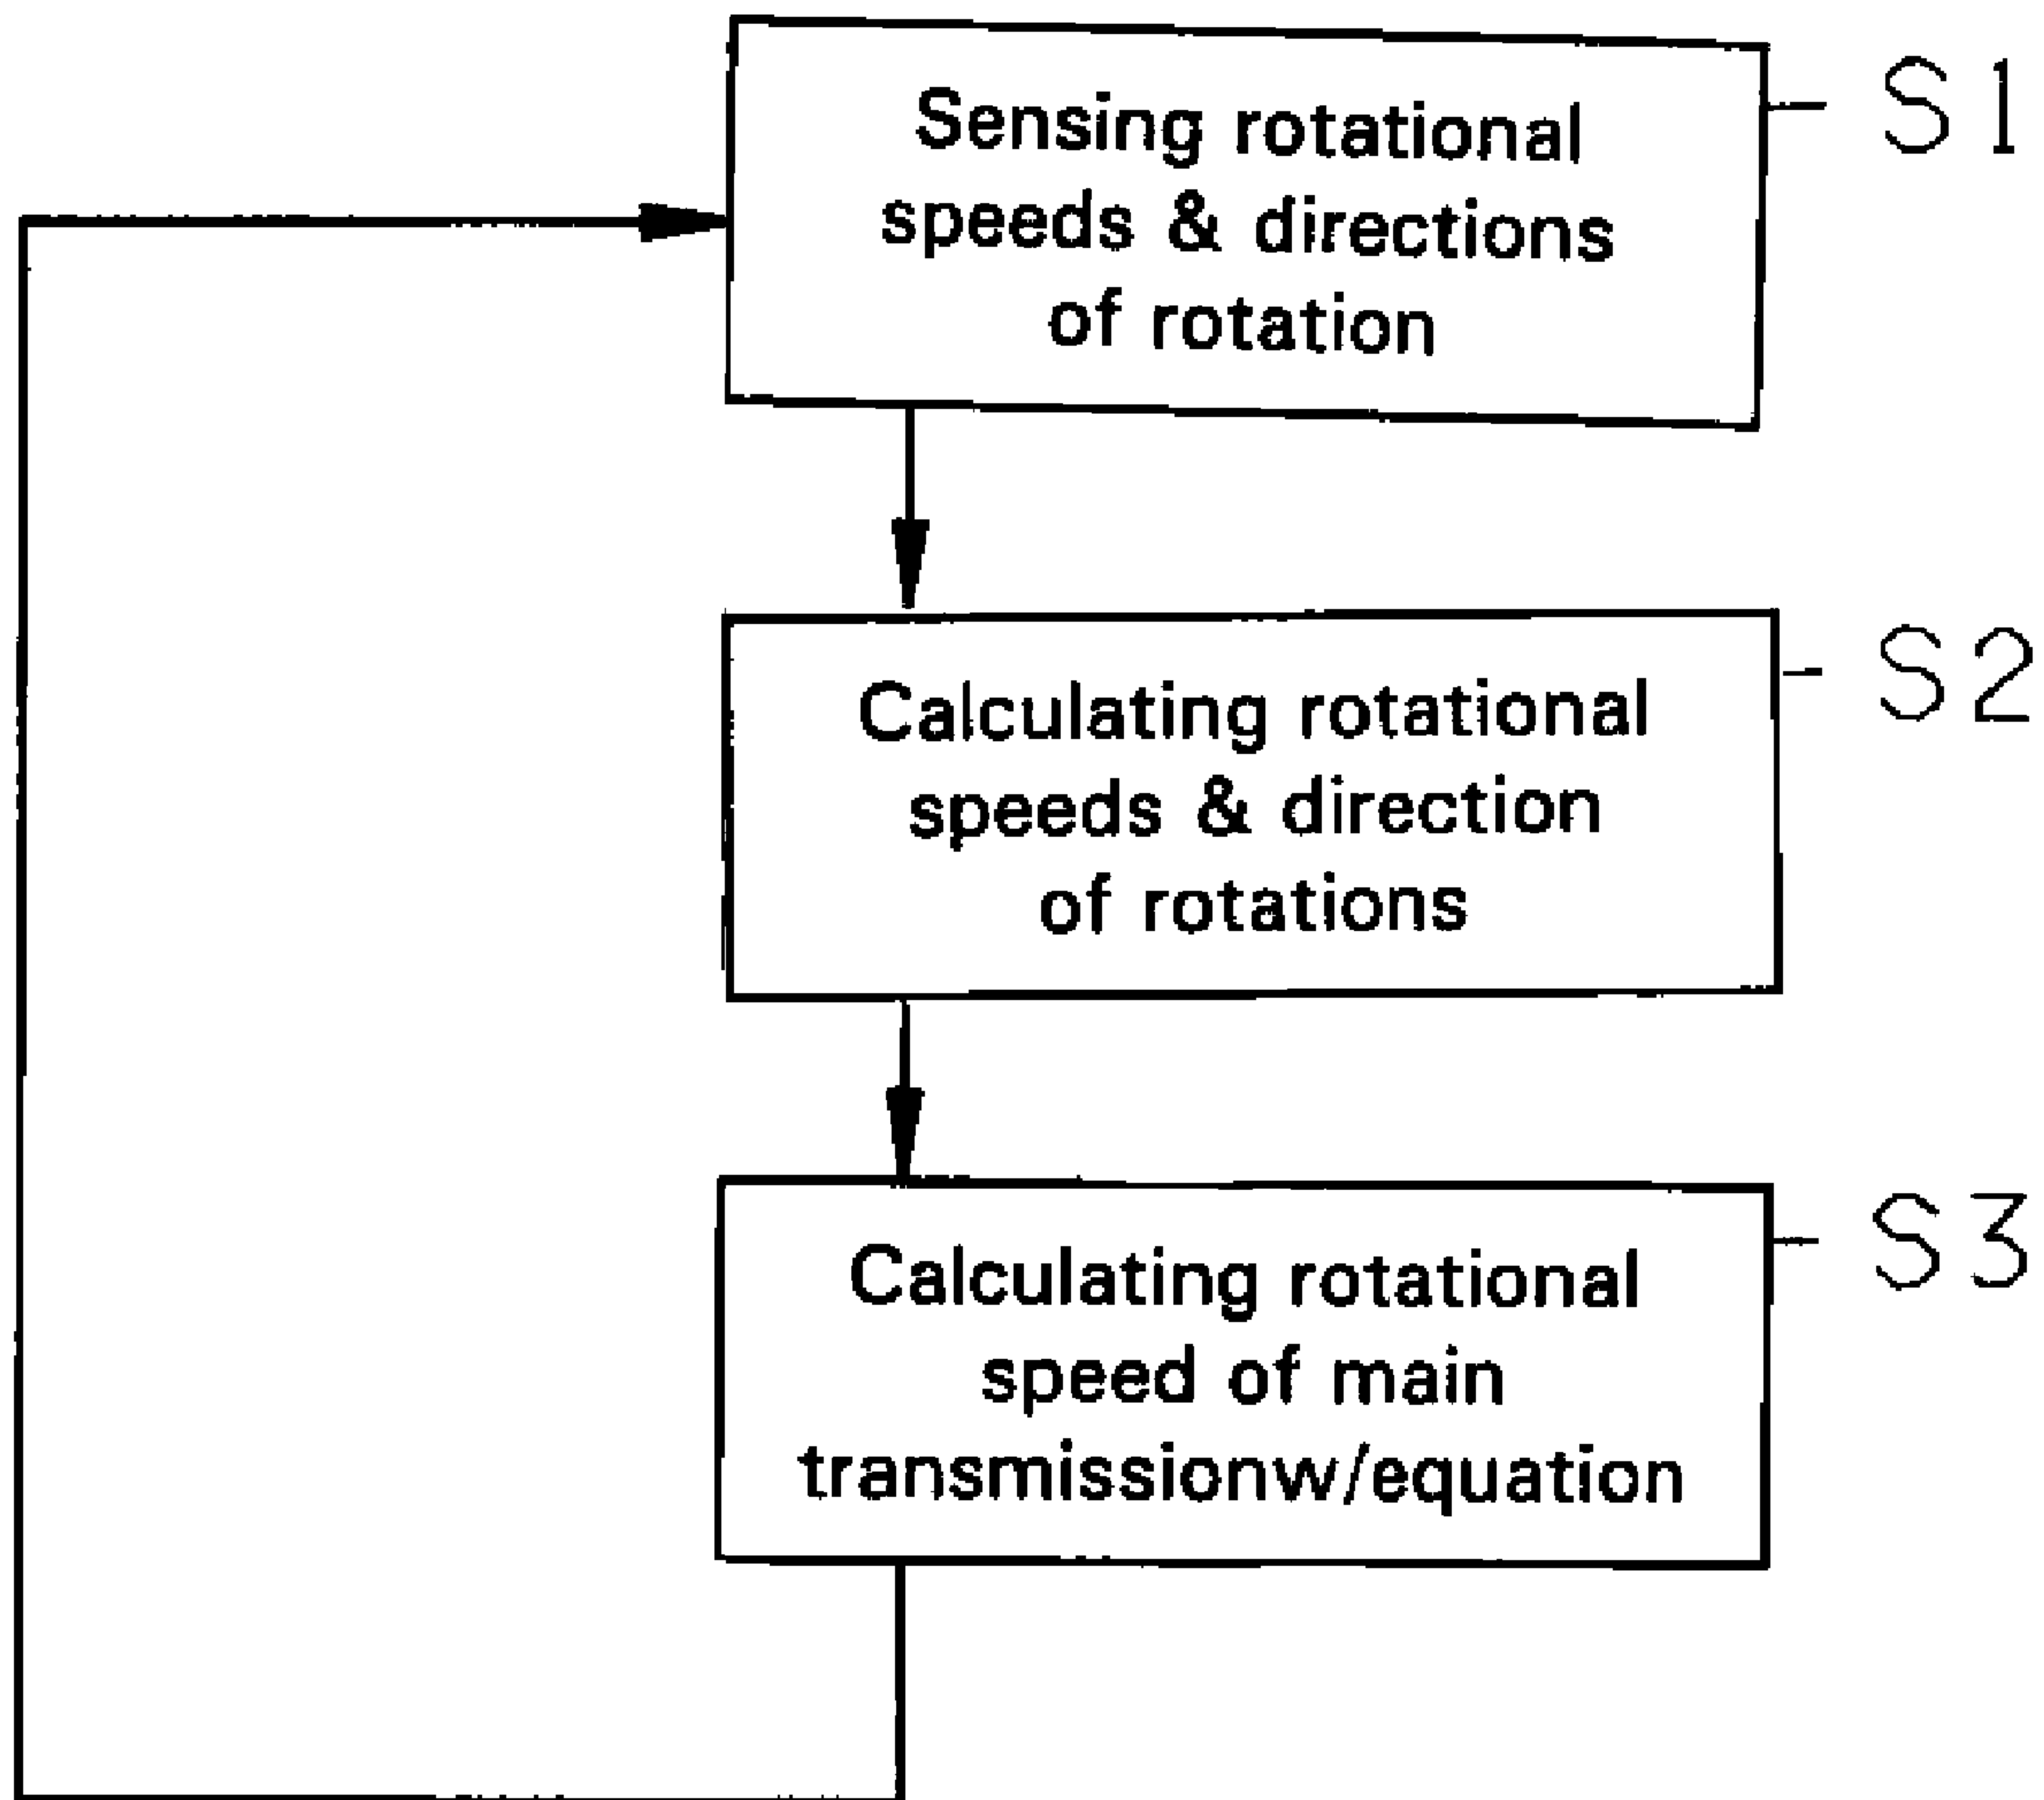 Sensing rotational
speeds & directions
of rotation
S1
Calculating rotational
speeds & direction
of rotations
S2
Calculating rotational
speed of main
transmissionw/equation
S3